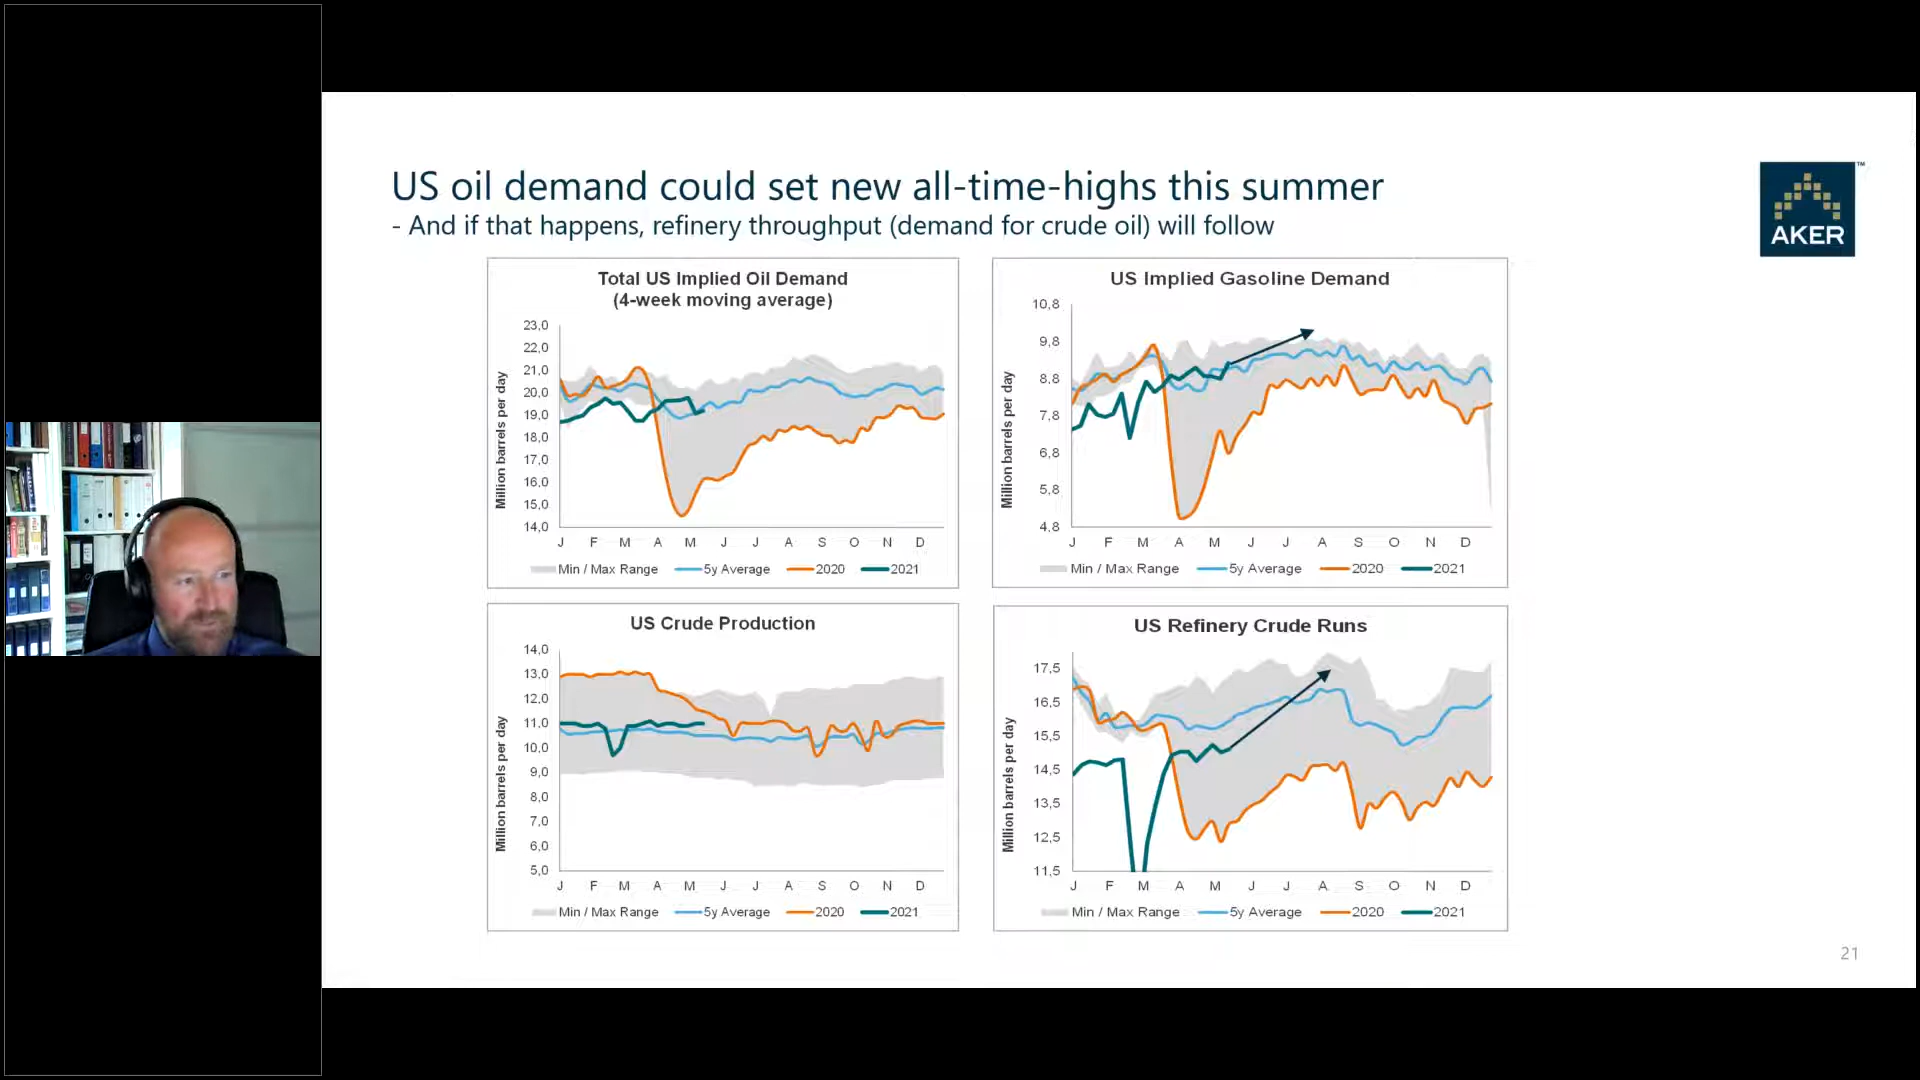 US oil demand could set new all-time-highs this summer
- And if that happens, refinery throughput (demand for crude oil) will follow
AKER
TM
Total US Implied Oil Demand
(4-week moving average)
Million barrels per day
23,0
22,0
21,0
20,0
19,0
18,0
17,0
16,0
15,0
14,0
J F M A M J J A S O N D
Min / Max Range 5y Average 2020 2021
US Implied Gasoline Demand
Million barrels per day
10,8
9,8
8,8
7,8
6,8
5,8
4,8
J F M A M J J A S O N D
Min / Max Range 5y Average 2020 2021
US Crude Production
Million barrels per day
14,0
13,0
12,0
11,0
10,0
9,0
8,0
7,0
6,0
5,0
J F M A M J J A S O N D
Min / Max Range 5y Average 2020 2021
US Refinery Crude Runs
Million barrels per day
17,5
16,5
15,5
14,5
13,5
12,5
11,5
J F M A M J J A S O N D
Min / Max Range 5y Average 2020 2021
21